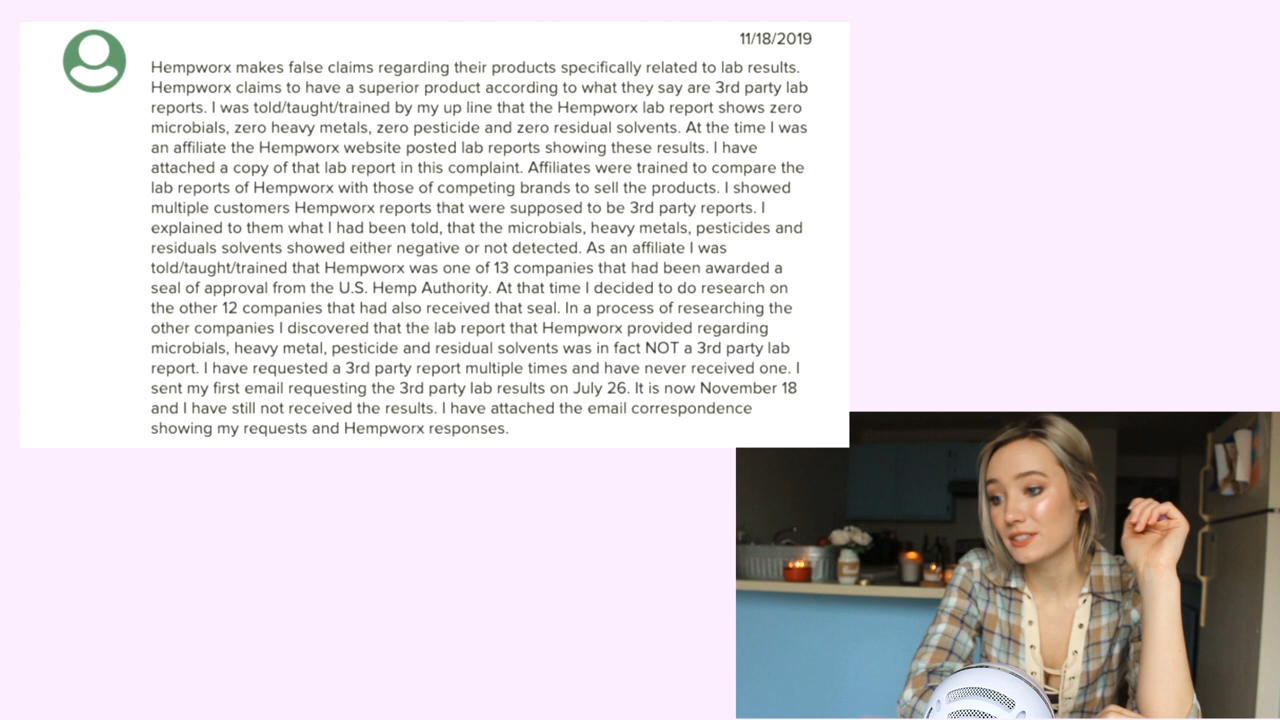 11/18/2019
Hempworx makes false claims regarding their products specifically related to lab results.
Hempworx claims to have a superior product according to what they say are 3rd party lab
reports. I was told/taught/trained by my up line that the Hempworx lab report shows zero
microbials, zero heavy metals, zero pesticide and zero residual solvents. At the time I was
an affiliate the Hempworx website posted lab reports showing these results. I have
attached a copy of that lab report in this complaint. Affiliates were trained to compare the
lab reports of Hempworx with those of competing brands to sell the products. I showed
multiple customers Hempworx reports that were supposed to be 3rd party reports. I
explained to them what I had been told, that the microbials, heavy metals, pesticides and
residuals solvents showed either negative or not detected. As an affiliate I was
told/taught/trained that Hempworx was one of 13 companies that had been awarded a
seal of approval from the U.S. Hemp Authority. At that time I decided to do research on
the other 12 companies that had also received that seal. In a process of researching the
other companies I discovered that the lab report that Hempworx provided regarding
microbials, heavy metal, pesticide and residual solvents was in fact NOT a 3rd party lab
report. I have requested a 3rd party report multiple times and have never received one. I
sent my first email requesting the 3rd party lab results on July 26. It is now November 18
and I have still not received the results. I have attached the email correspondence
showing my requests and Hempworx responses.